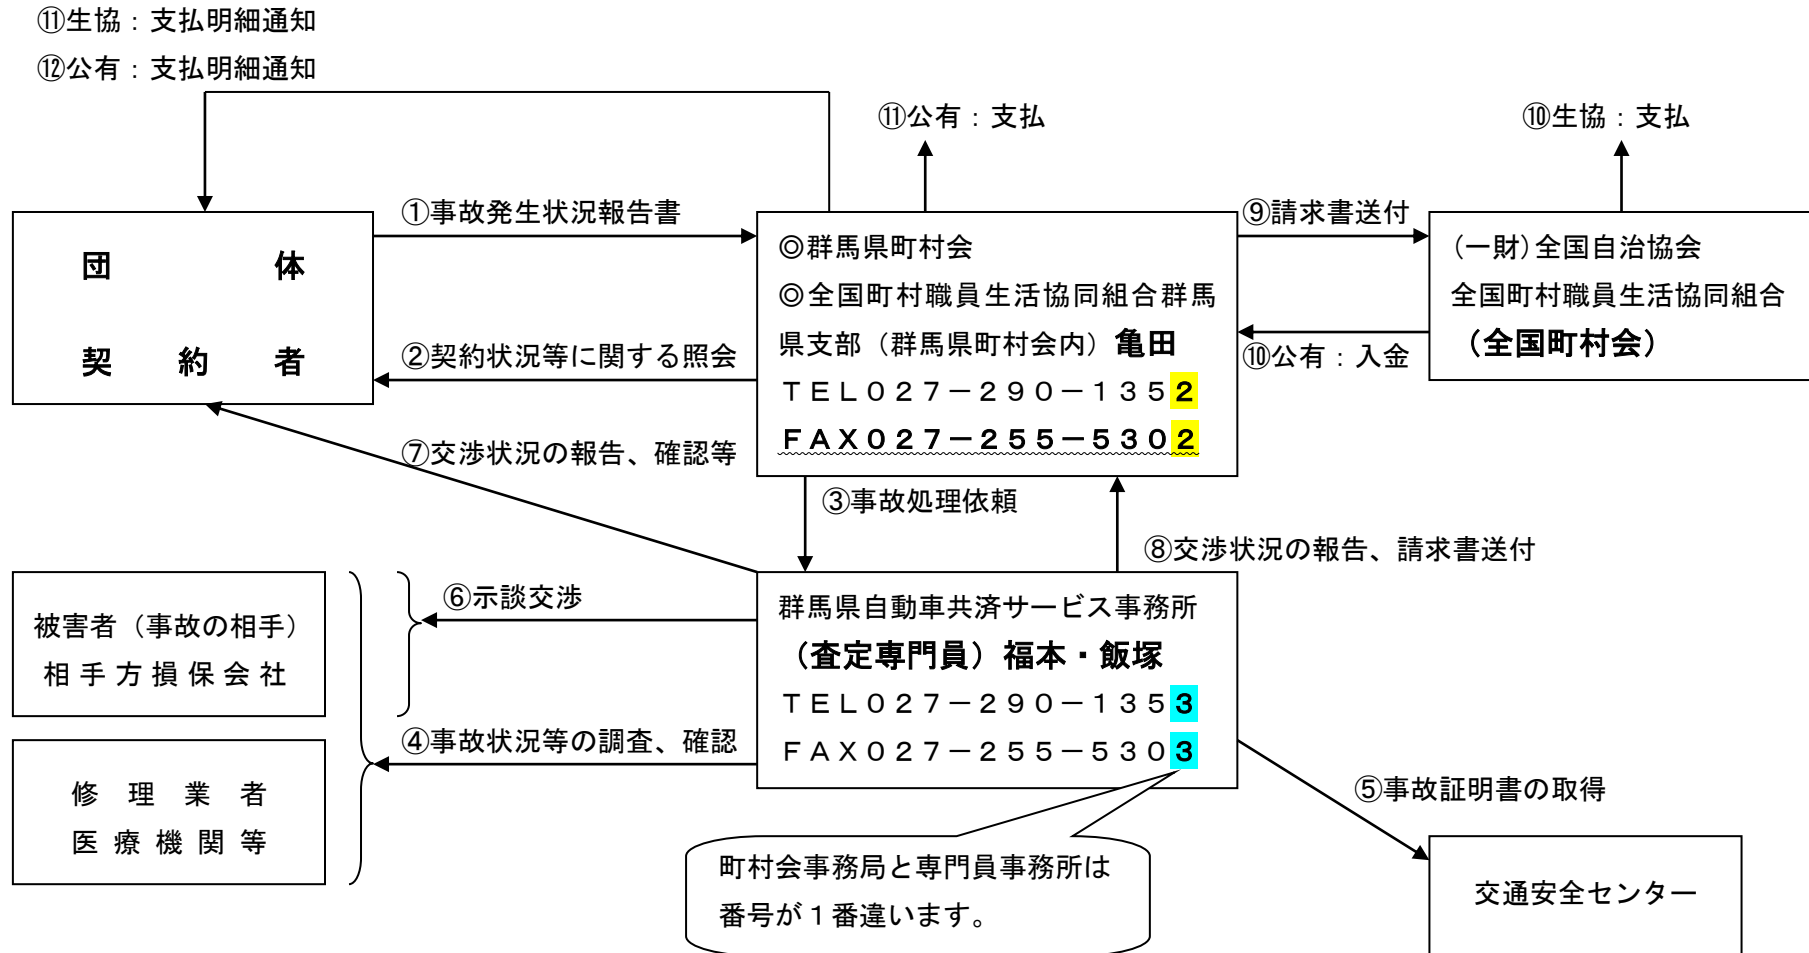 ⑪生協：支払明細通知
⑫公有：支払明細通知
⑪公有：支払
⑩生協：支払
①事故発生状況報告書
⑨請求書送付
団　体
契　約　者
◎群馬県町村会
◎全国町村職員生活協同組合群馬
県支部（群馬県町村会内）亀田
ＴＥＬ０２７－２９０－１３５２
ＦＡＸ０２７－２５５－５３０２
(一財)全国自治協会
全国町村職員生活協同組合
（全国町村会）
②契約状況等に関する照会
⑩公有：入金
⑦交渉状況の報告、確認等
③事故処理依頼
⑧交渉状況の報告、請求書送付
⑥示談交渉
被害者（事故の相手）
相手方損保会社
群馬県自動車共済サービス事務所
（査定専門員）福本・飯塚
ＴＥＬ０２７－２９０－１３５３
ＦＡＸ０２７－２５５－５３０３
④事故状況等の調査、確認
修理業者
医療機関等
⑤事故証明書の取得
町村会事務局と専門員事務所は
番号が１番違います。
交通安全センター